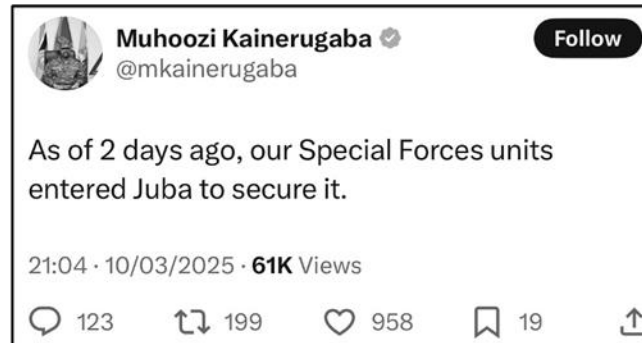 Muhoozi Kainerugaba
Follow
@mkainerugaba
As of 2 days ago, our Special Forces units
entered Juba to secure it.
21:04 · 10/03/2025 · 61K Views
123 199 958 19